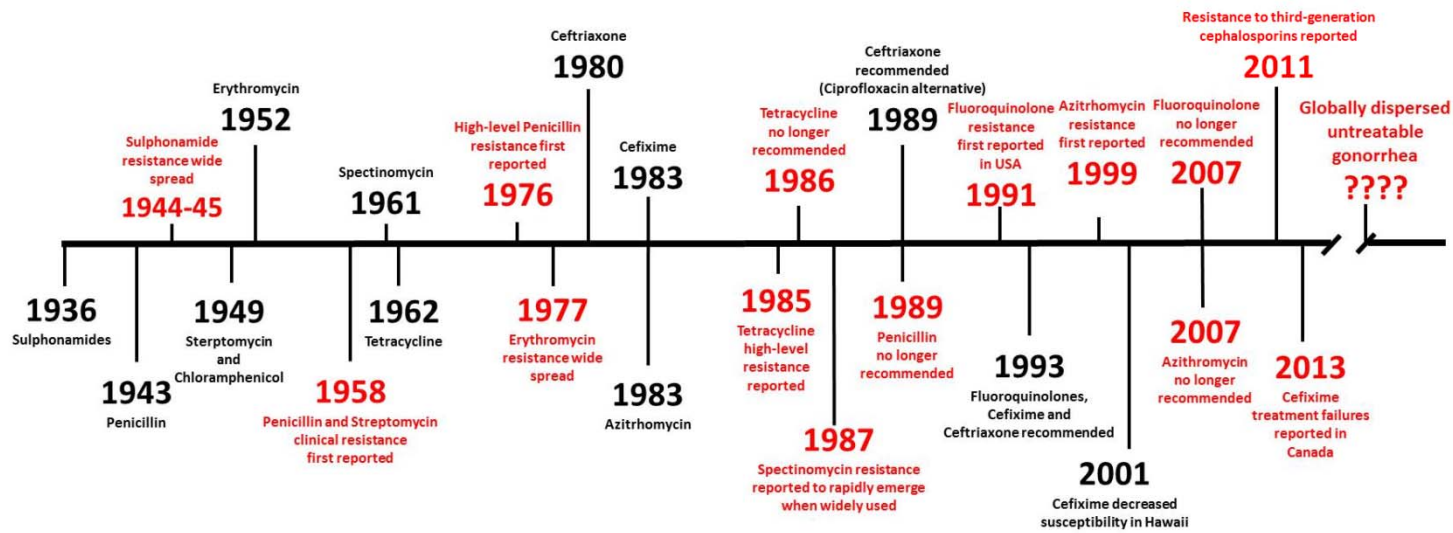 Sulphonamide
resistance wide
spread
1944-45
Erythromycin
1952
Spectinomycin
1961
High-level Penicillin
resistance first
reported
1976
Ceftriaxone
1980
Cefixime
1983
Tetracycline
no longer
recommended
1986
Ceftriaxone
recommended
(Ciprofloxacin alternative)
1989
Fluoroquinolone
resistance
first reported
in USA
1991
Azitrhomycin
resistance
first reported
1999
Fluoroquinolone
no longer
recommended
2007
Resistance to third-generation
cephalosporins reported
2011
Globally dispersed
untreatable
gonorrhea
????
1936
Sulphonamides
1943
Penicillin
1949
Sterptomycin
and
Chloramphenicol
1958
Penicillin and Streptomycin
clinical resistance
first reported
1962
Tetracycline
1977
Erythromycin
resistance wide
spread
1983
Azitrhomycin
1985
Tetracycline
high-level
resistance
reported
1987
Spectinomycin resistance
reported to rapidly emerge
when widely used
1989
Penicillin
no longer
recommended
1993
Fluoroquinolones,
Cefixime and
Ceftriaxone recommended
2001
Cefixime decreased
susceptibility in Hawaii
2007
Azithromycin
no longer
recommended
2013
Cefixime
treatment failures
reported in
Canada